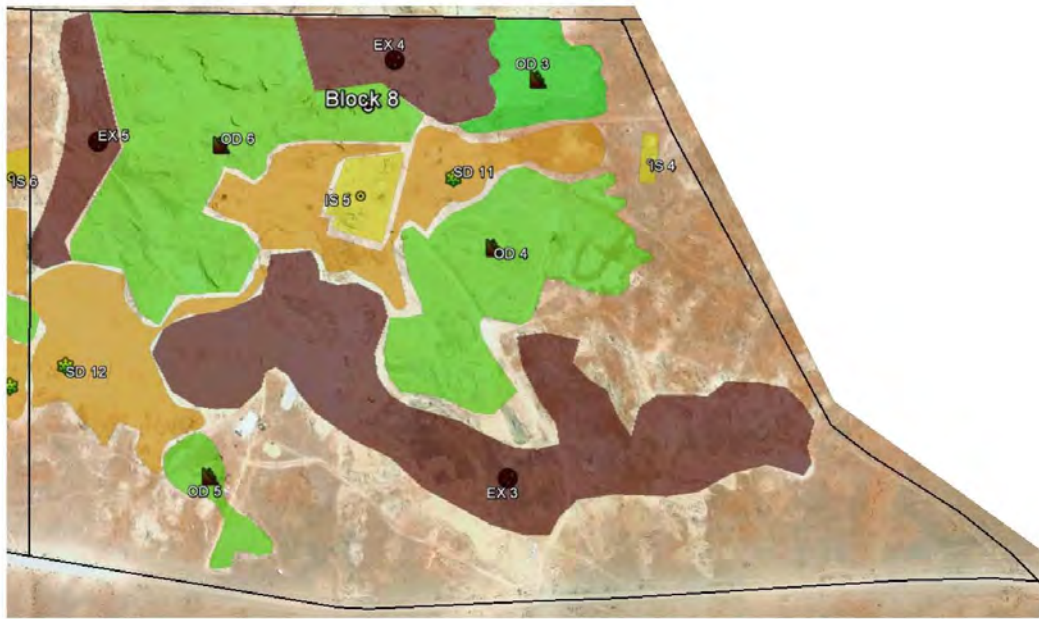 EX 4
OD 3
Block 8
EX 5
OD 6
IS 4
SD 11
IS 6
IS 5
OD 4
SD 12
OD 5
EX 3